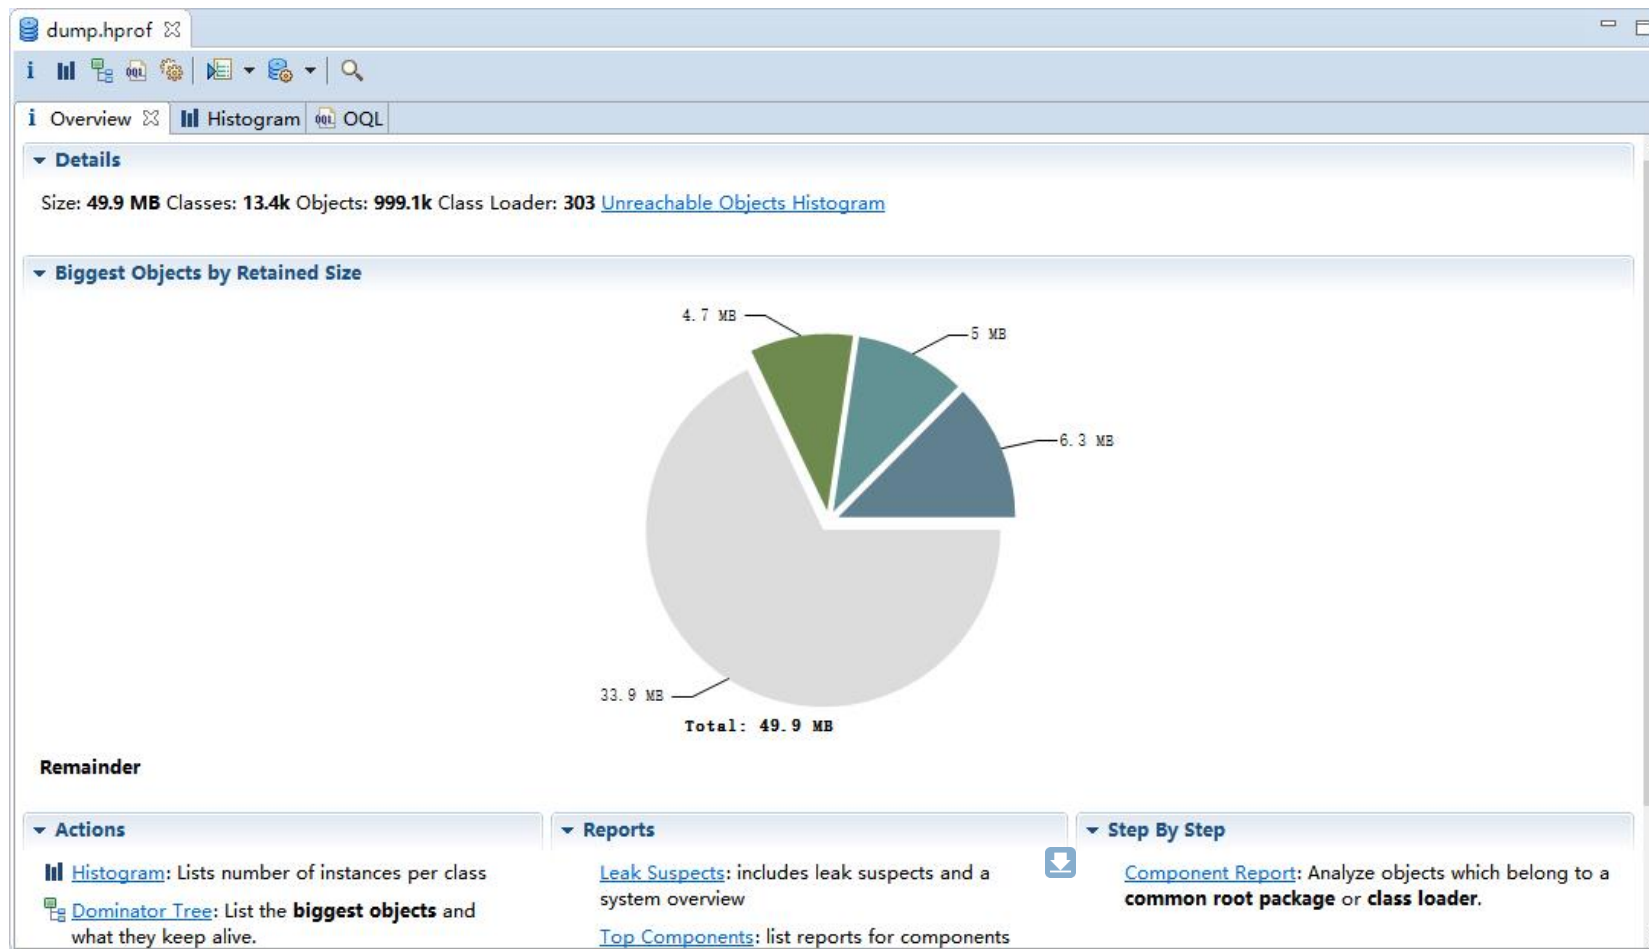 dump.hprof
Overview Histogram OQL
Details
Size: 49.9 MB Classes: 13.4k Objects: 999.1k Class Loader: 303 Unreachable Objects Histogram
Biggest Objects by Retained Size
4.7 MB
5 MB
6.3 MB
33.9 MB
Total: 49.9 MB
Remainder
Actions
Histogram: Lists number of instances per class
Dominator Tree: List the biggest objects and
what they keep alive.
Reports
Leak Suspects: includes leak suspects and a
system overview
Top Components: list reports for components
Step By Step
Component Report: Analyze objects which belong to a
common root package or class loader.